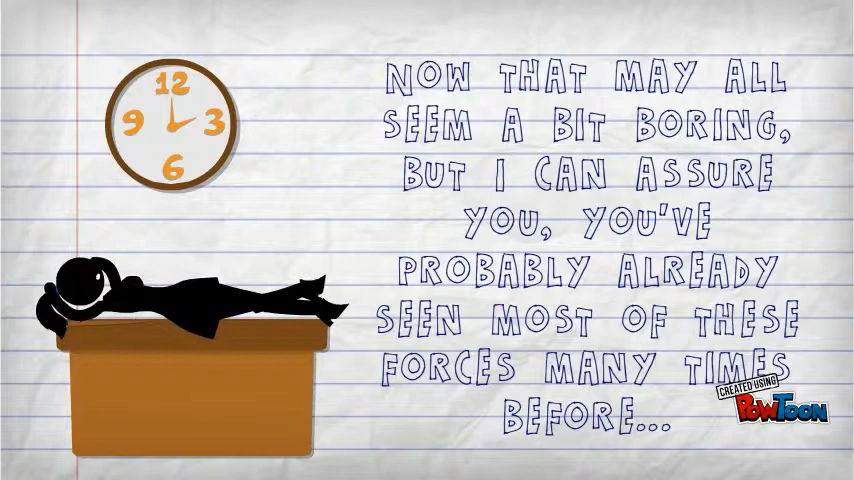 12
9 3
6
NOW THAT MAY ALL
SEEM A BIT BORING,
BUT I CAN ASSURE
YOU, YOU'VE
PROBABLY ALREADY
SEEN MOST OF THESE
FORCES MANY TIMES
BEFORE...
CREATED USING
POWTOON